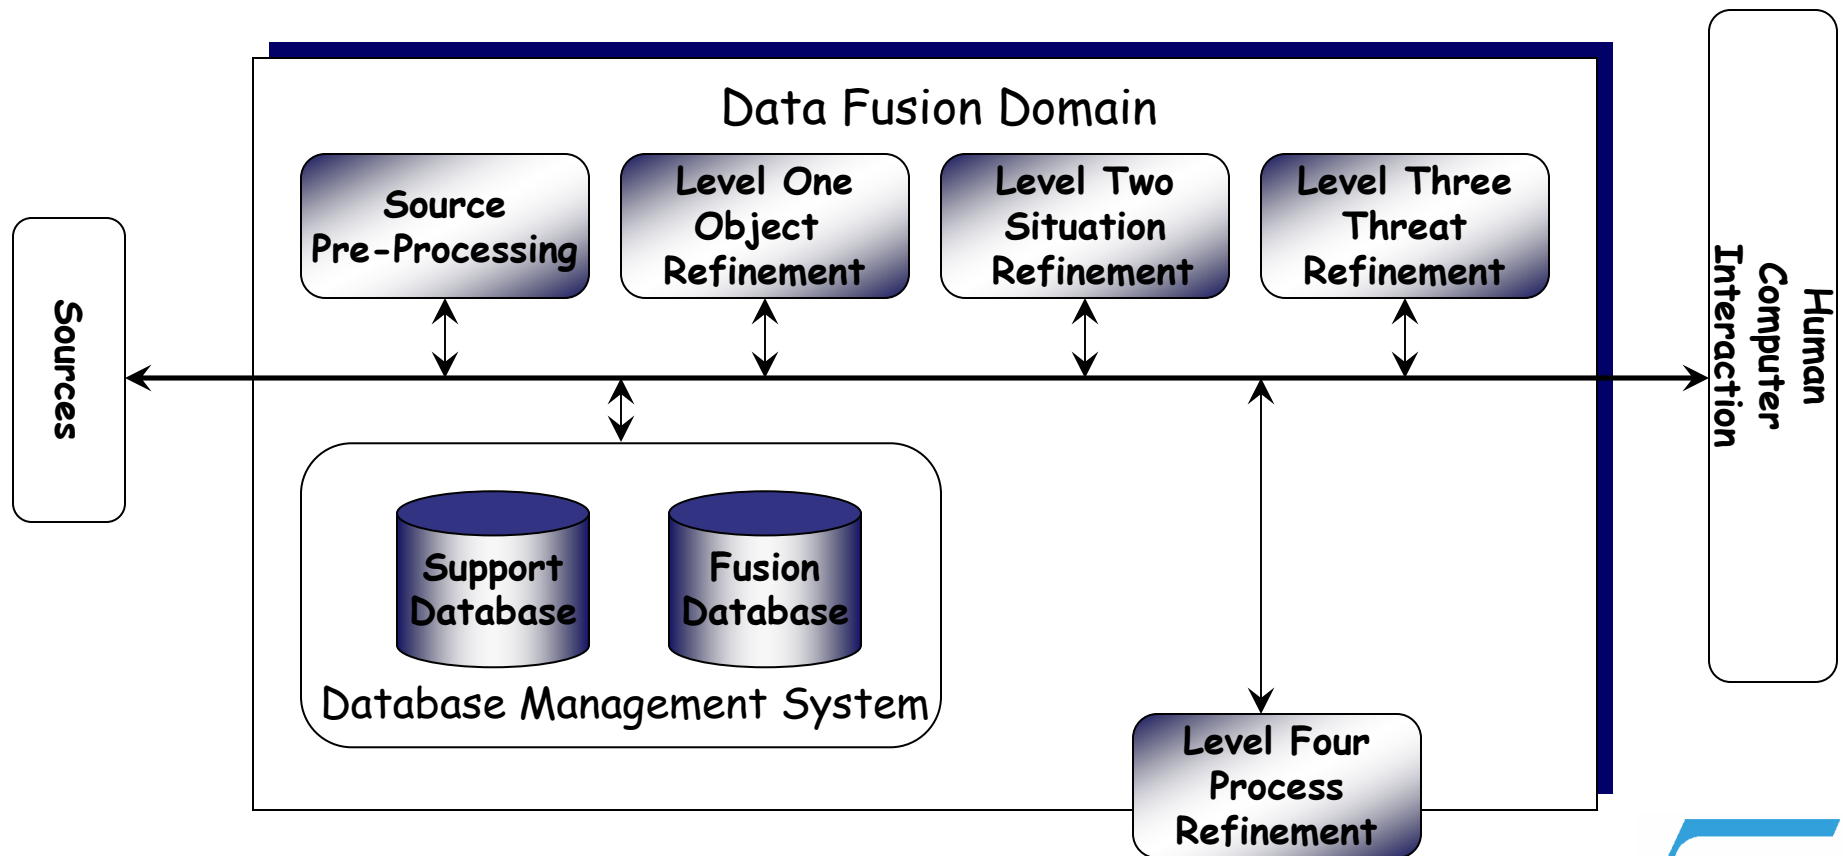 Data Fusion Domain
Source
Pre-Processing
Level One
Object
Refinement
Level Two
Situation
Refinement
Level Three
Threat
Refinement
Sources
Human
Computer
Interaction
Support
Database
Fusion
Database
Database Management System
Level Four
Process
Refinement